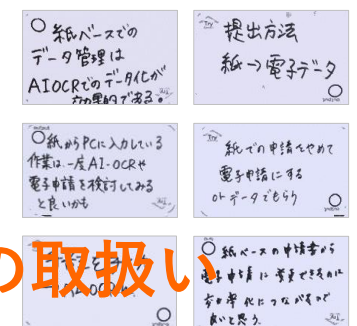 紙ベースでの
データ管理は
AIOCRでのデータ化が
効果的である。
Try
提出方法
紙→電子データ
output
紙からPCに入力している
作業は一度AI-OCRや
電子申請を検討してみる
と良いかも
Try
紙での申請をやめて
電子申請にする
orデータでもらう
の取扱い
紙ベースの申請書から
電子申請に変更できるのは
効率化につながるので
良いと思う。